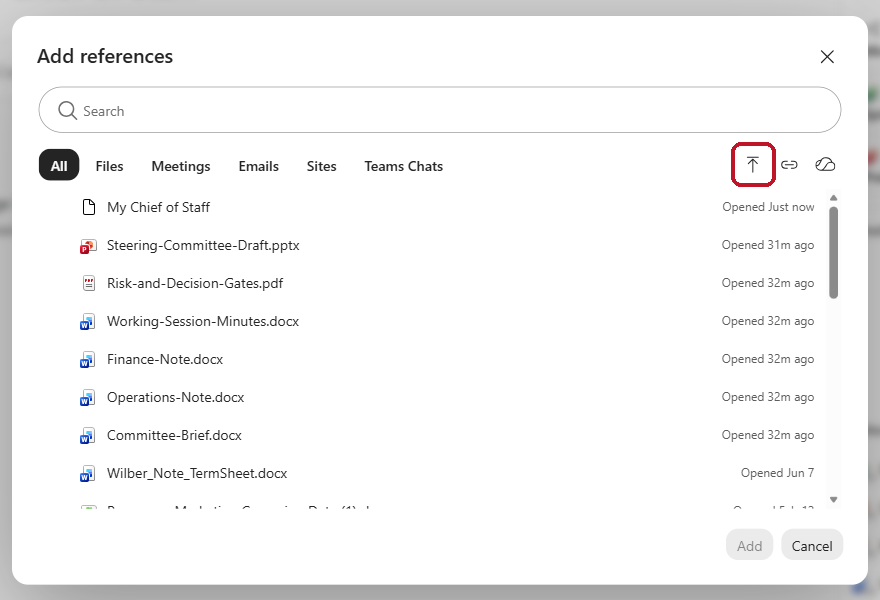 Add references
Search
All Files Meetings Emails Sites Teams Chats
My Chief of Staff Opened Just now
Steering-Committee-Draft.pptx Opened 31m ago
Risk-and-Decision-Gates.pdf Opened 32m ago
Working-Session-Minutes.docx Opened 32m ago
Finance-Note.docx Opened 32m ago
Operations-Note.docx Opened 32m ago
Committee-Brief.docx Opened 32m ago
Wilber_Note_TermSheet.docx Opened Jun 7
Add Cancel